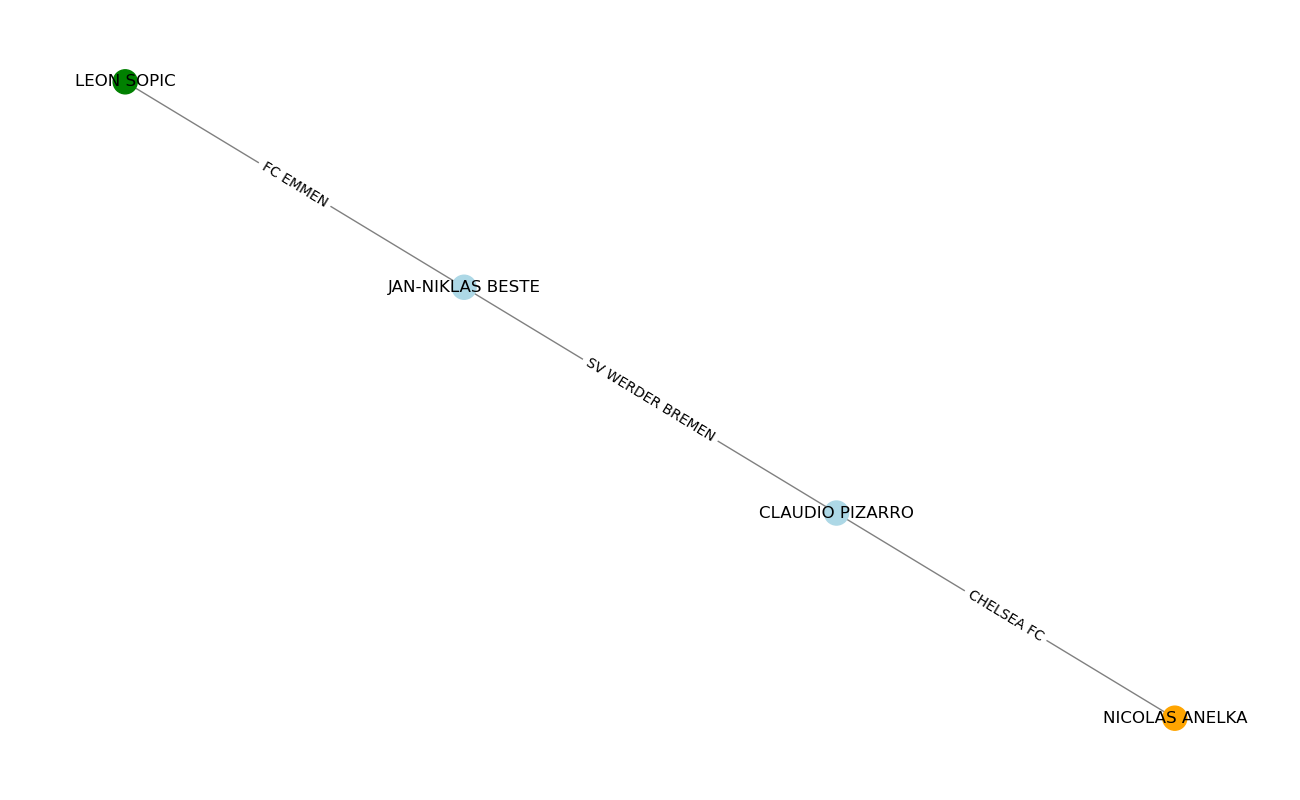 LEON SOPIC
FC EMMEN
JAN-NIKLAS BESTE
SV WERDER BREMEN
CLAUDIO PIZARRO
CHELSEA FC
NICOLAS ANELKA